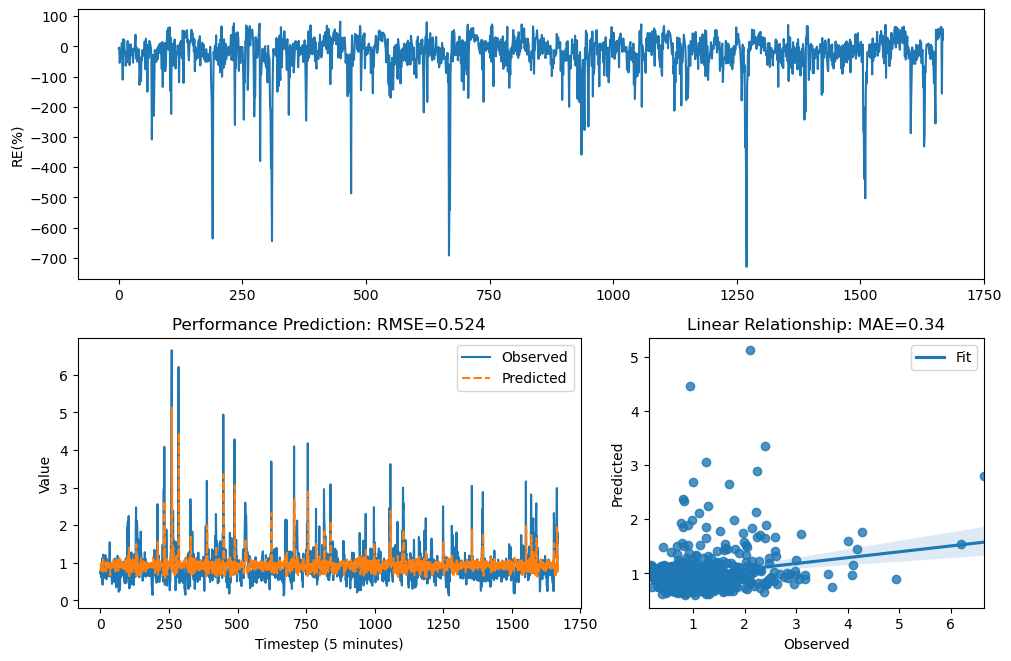 100
0
−100
−200
−300
−400
−500
−600
−700
RE(%)
0 250 500 750 1000 1250 1500 1750
Performance Prediction: RMSE=0.524
Observed
Predicted
6
5
4
3
2
1
0
Value
0 250 500 750 1000 1250 1500 1750
Timestep (5 minutes)
Linear Relationship: MAE=0.34
Fit
5
4
3
2
1
Predicted
1 2 3 4 5 6
Observed